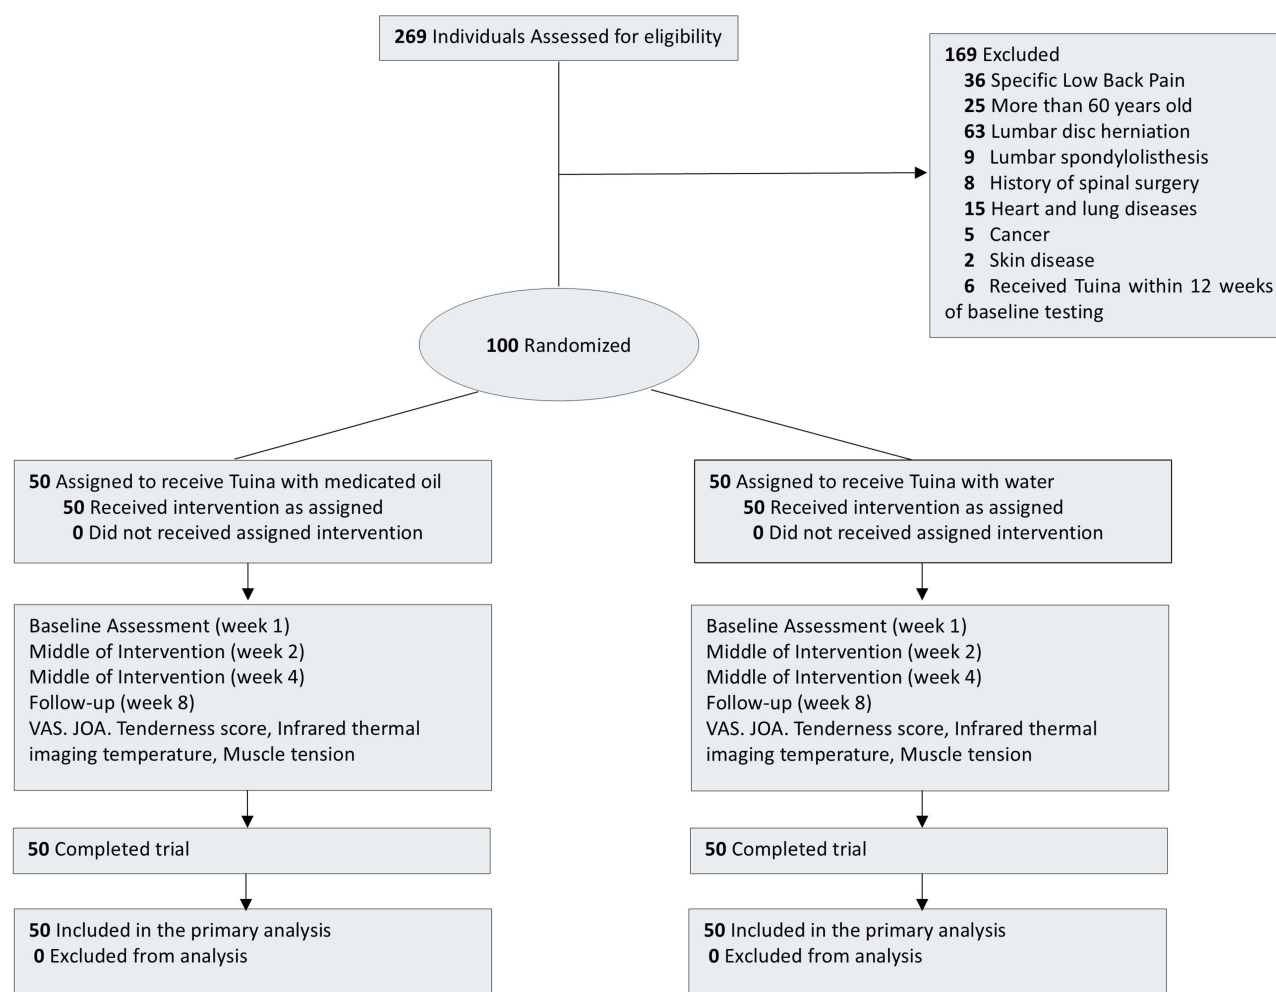 269 Individuals Assessed for eligibility
169 Excluded
36 Specific Low Back Pain
25 More than 60 years old
63 Lumbar disc herniation
9 Lumbar spondylolisthesis
8 History of spinal surgery
15 Heart and lung diseases
5 Cancer
2 Skin disease
6 Received Tuina within 12 weeks
of baseline testing
100 Randomized
50 Assigned to receive Tuina with medicated oil
50 Received intervention as assigned
0 Did not received assigned intervention
50 Assigned to receive Tuina with water
50 Received intervention as assigned
0 Did not received assigned intervention
Baseline Assessment (week 1)
Middle of Intervention (week 2)
Middle of Intervention (week 4)
Follow-up (week 8)
VAS. JOA. Tenderness score, Infrared thermal
imaging temperature, Muscle tension
Baseline Assessment (week 1)
Middle of Intervention (week 2)
Middle of Intervention (week 4)
Follow-up (week 8)
VAS. JOA. Tenderness score, Infrared thermal
imaging temperature, Muscle tension
50 Completed trial
50 Completed trial
50 Included in the primary analysis
0 Excluded from analysis
50 Included in the primary analysis
0 Excluded from analysis